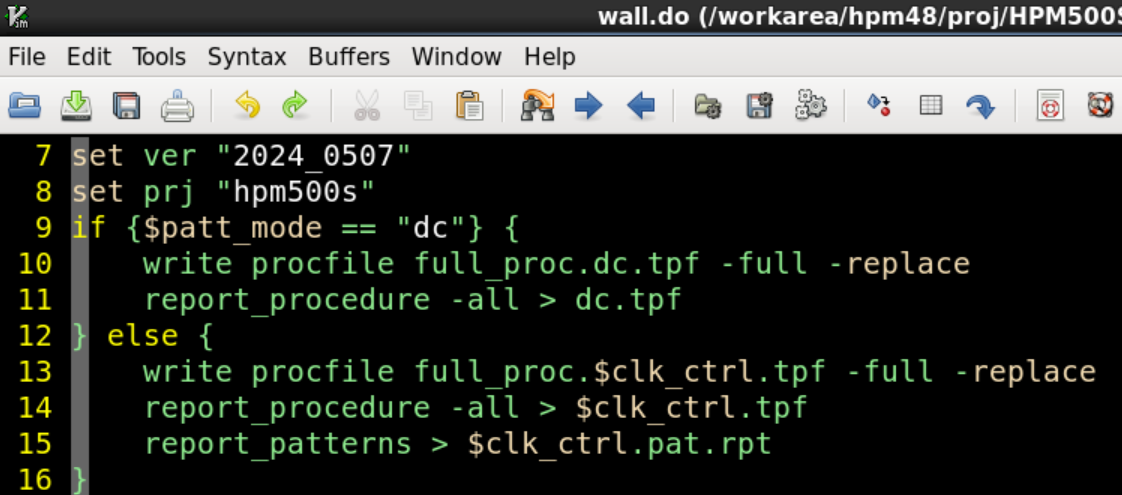 wall.do (/workarea/hpm48/proj/HPM500S
File Edit Tools Syntax Buffers Window Help
7 set ver "2024_0507"
8 set prj "hpm500s"
9 if {$patt_mode == "dc"} {
10 write procfile full_proc.dc.tpf -full -replace
11 report_procedure -all > dc.tpf
12 } else {
13 write procfile full_proc.$clk_ctrl.tpf -full -replace
14 report_procedure -all > $clk_ctrl.tpf
15 report_patterns > $clk_ctrl.pat.rpt
16 }